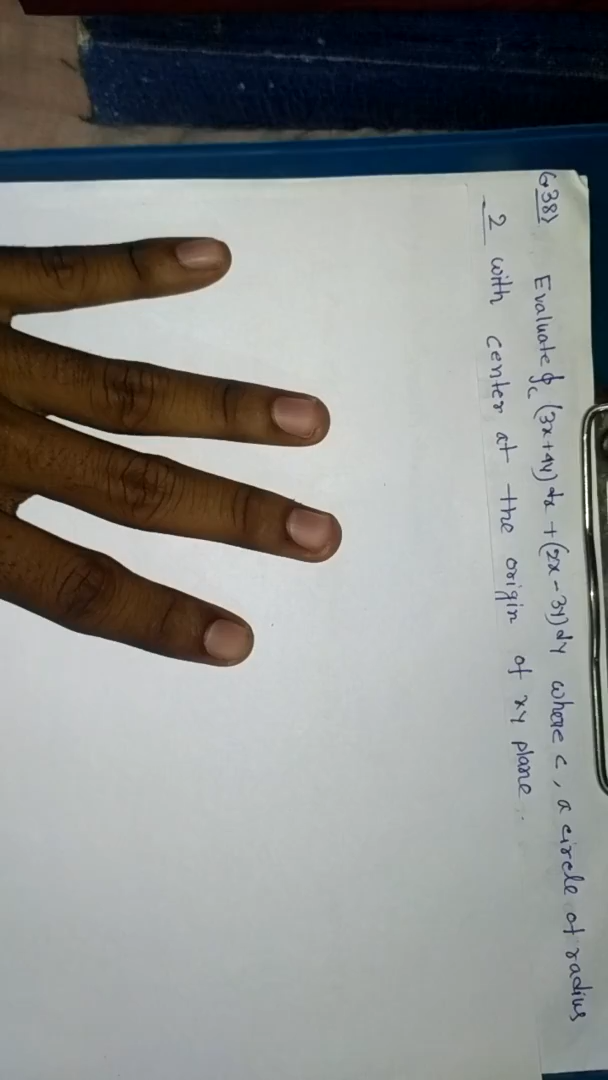 Q38) Evaluate ∮c (3x+4y)dx + (2x-3y)dy where c, a circle of radius
2 with center at the origin of xy plane.